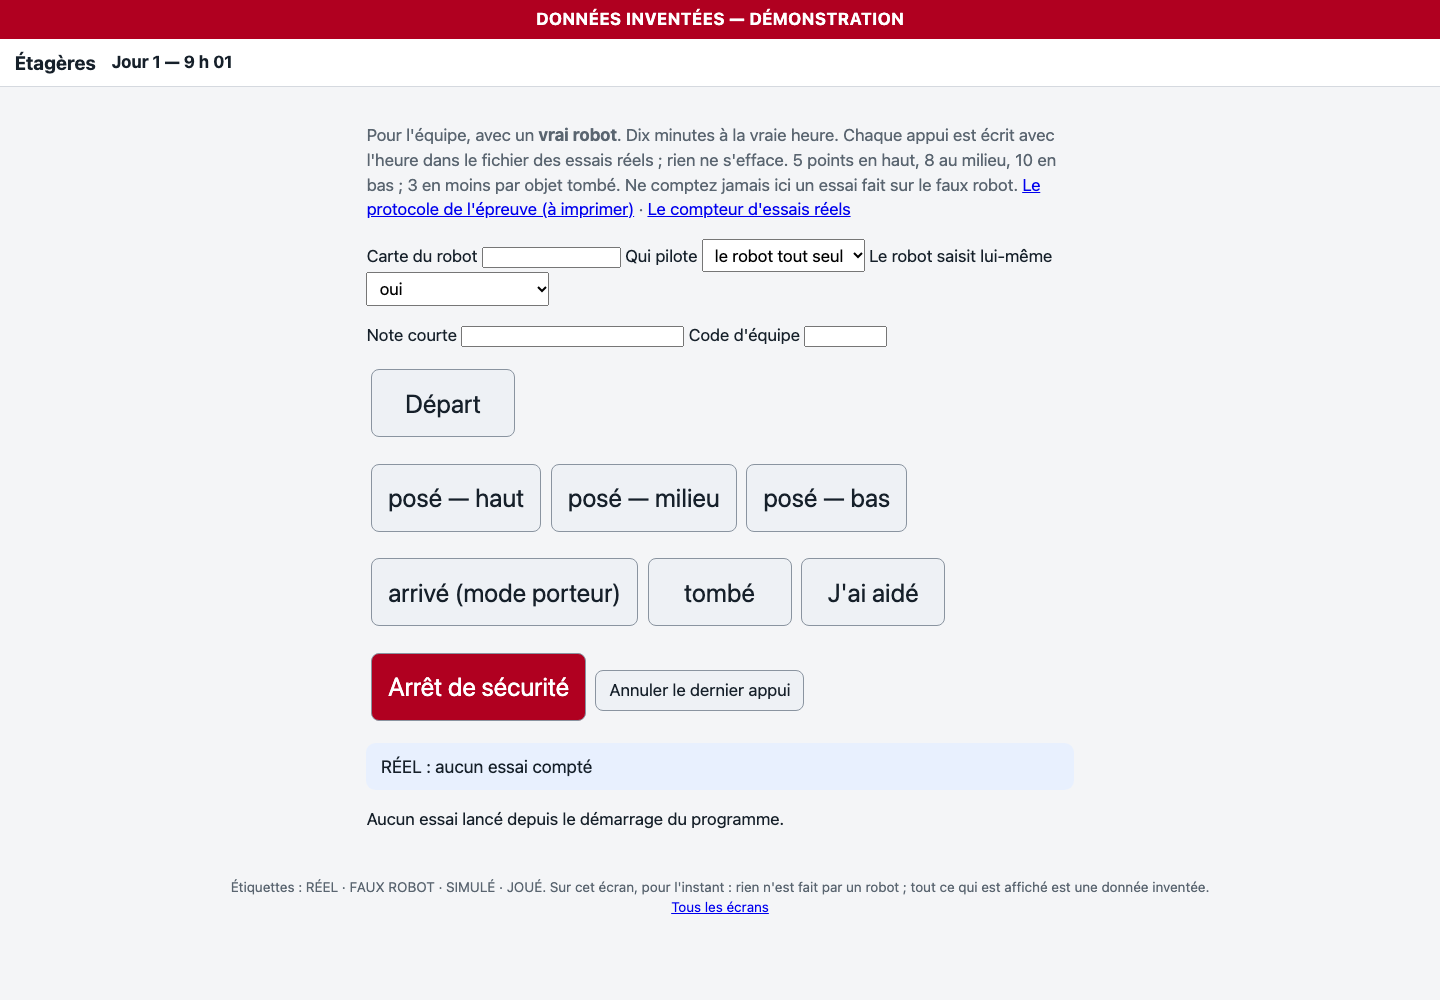 DONNÉES INVENTÉES — DÉMONSTRATION
Étagères Jour 1 — 9 h 01
Pour l'équipe, avec un vrai robot. Dix minutes à la vraie heure. Chaque appui est écrit avec
l'heure dans le fichier des essais réels ; rien ne s'efface. 5 points en haut, 8 au milieu, 10 en
bas ; 3 en moins par objet tombé. Ne comptez jamais ici un essai fait sur le faux robot. Le
protocole de l'épreuve (à imprimer) · Le compteur d'essais réels
Carte du robot Qui pilote le robot tout seul Le robot saisit lui-même
oui
Note courte Code d'équipe
Départ
posé — haut posé — milieu posé — bas
arrivé (mode porteur) tombé J'ai aidé
Arrêt de sécurité Annuler le dernier appui
RÉEL : aucun essai compté
Aucun essai lancé depuis le démarrage du programme.
Étiquettes : RÉEL · FAUX ROBOT · SIMULÉ · JOUÉ. Sur cet écran, pour l'instant : rien n'est fait par un robot ; tout ce qui est affiché est une donnée inventée.
Tous les écrans